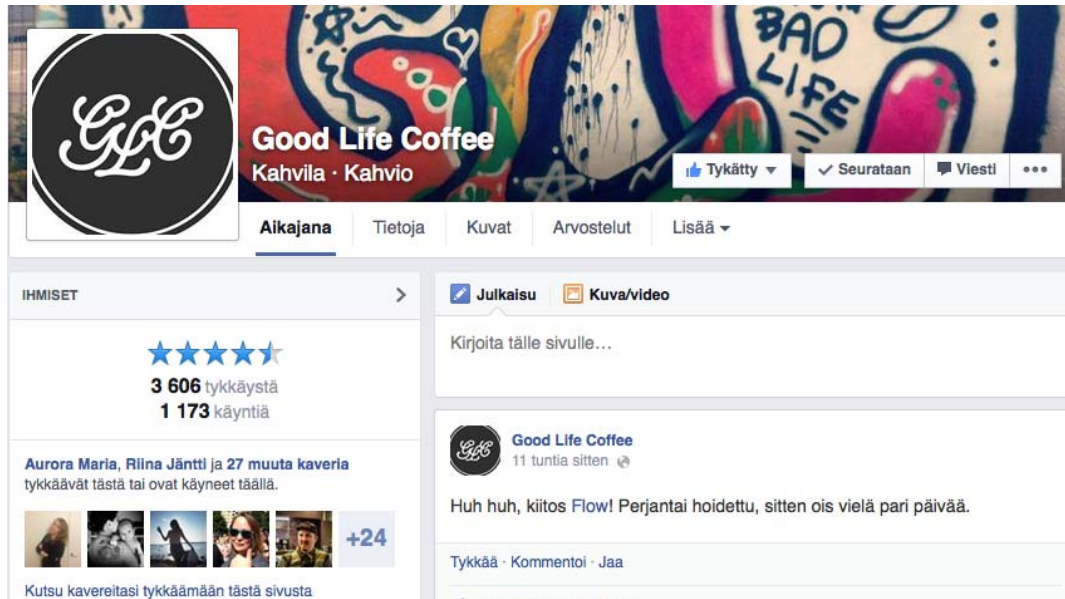 BAD
LIFE
GLC
Good Life Coffee
Kahvila · Kahvio
Tykätty
Seurataan
Viesti
Aikajana
Tietoja
Kuvat
Arvostelut
Lisää
IHMISET
3 606 tykkäystä
1 173 käyntiä
Aurora Maria, Riina Jäntti ja 27 muuta kaveria
tykkäävät tästä tai ovat käyneet täällä.
+24
Kutsu kavereitasi tykkäämään tästä sivusta
Julkaisu
Kuva/video
Kirjoita tälle sivulle…
GLC
Good Life Coffee
11 tuntia sitten
Huh huh, kiitos Flow! Perjantai hoidettu, sitten ois vielä pari päivää.
Tykkää · Kommentoi · Jaa